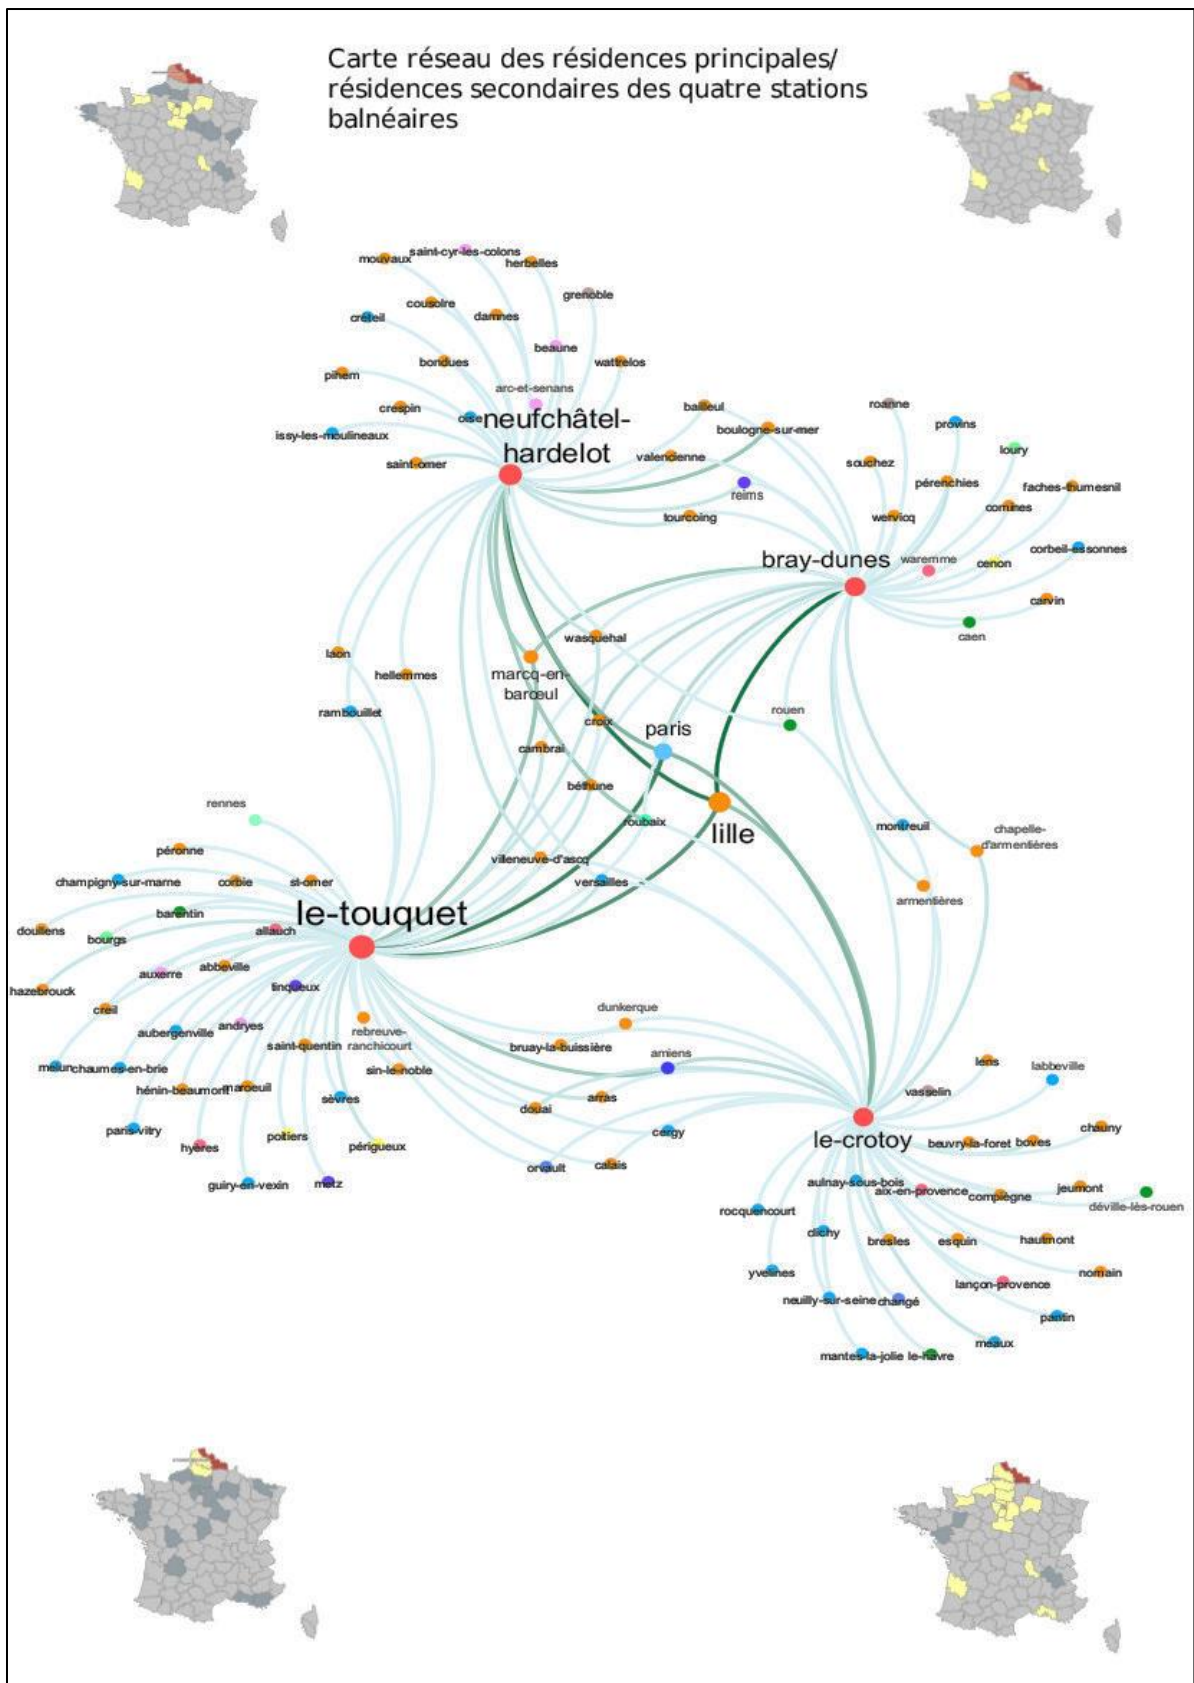 Carte réseau des résidences principales/
résidences secondaires des quatre stations
balnéaires
saint-cyr-les-colons
mouvaux
herbelles
grenoble
cousolre
damnes
créteil
beaune
bondues
wattrelos
pihem
arc-et-senans
crespin
oise
neufchâtel-
hardelot
issy-les-moulineaux
saint-omer
bailleul
boulogne-sur-mer
valencienne
reims
tourcoing
roanne
provins
loury
souchez
pérenchies
faches-thumesnil
comines
wervicq
corbeil-essonnes
bray-dunes
waremme
cenon
carvin
caen
wasquehal
laon
marcq-en-
barœul
hellemmes
rambouillet
croix
rouen
paris
cambrai
béthune
roubaix
lille
rennes
montreuil
chapelle-
d'armentières
péronne
villeneuve-d'ascq
versailles
champigny-sur-marne
corbie
st-omer
armentières
barentin
le-touquet
doullens
bourgs
allauch
auxerre
abbeville
tinqueux
hazebrouck
creil
aubergenville
andryes
rebreuve-
ranchicourt
saint-quentin
dunkerque
bruay-la-buissière
amiens
melun
chaumes-en-brie
sin-le-noble
hénin-beaumont
maroeuil
sèvres
arras
douai
paris-vitry
hyères
poitiers
périgueux
cergy
orvault
calais
guiry-en-vexin
metz
lens
labbeville
vasselin
le-crotoy
beuvry-la-foret
boves
chauny
aulnay-sous-bois
aix-en-provence
compiègne
jeumont
déville-lès-rouen
rocquencourt
clichy
bresles
esquin
hautmont
yvelines
lançon-provence
nomain
neuilly-sur-seine
changé
pantin
meaux
mantes-la-jolie
le-havre